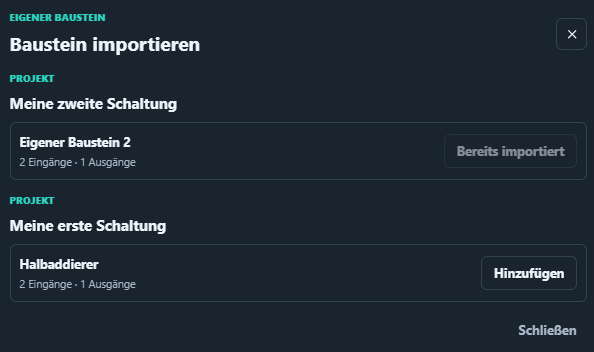 EIGENER BAUSTEIN
Baustein importieren
PROJEKT
Meine zweite Schaltung
Eigener Baustein 2
2 Eingänge · 1 Ausgänge
Bereits importiert
PROJEKT
Meine erste Schaltung
Halbaddierer
2 Eingänge · 1 Ausgänge
Hinzufügen
Schließen